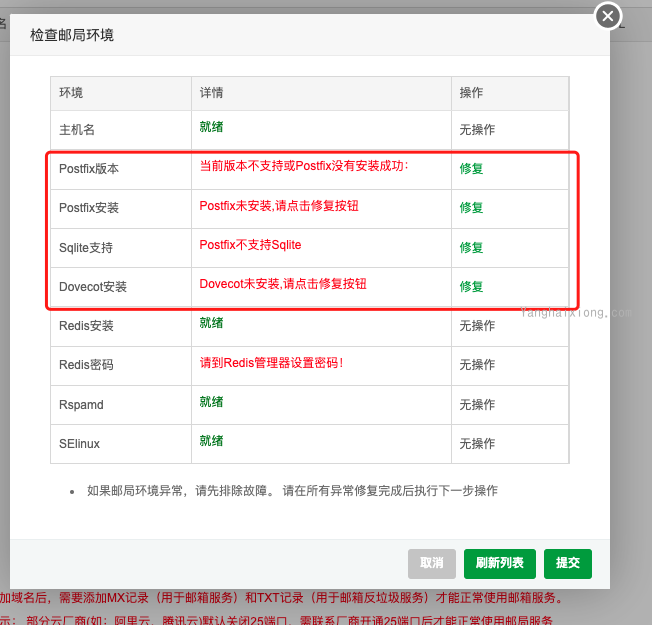 名
检查邮局环境
环境 详情 操作
主机名 就绪 无操作
Postfix版本 当前版本不支持或Postfix没有安装成功: 修复
Postfix安装 Postfix未安装,请点击修复按钮 修复
Sqlite支持 Postfix不支持Sqlite 修复
Dovecot安装 Dovecot未安装,请点击修复按钮 修复
Yanghaixiong.com
Redis安装 就绪 无操作
Redis密码 请到Redis管理器设置密码! 无操作
Rspamd 就绪 无操作
SElinux 就绪 无操作
如果邮局环境异常，请先排除故障。 请在所有异常修复完成后执行下一步操作
取消 刷新列表 提交
加域名后，需要添加MX记录（用于邮箱服务）和TXT记录（用于邮箱反垃圾服务）才能正常使用邮箱服务。
示： 部分云厂商(如：阿里云、腾讯云)默认关闭25端口，需联系厂商开通25端口后才能正常使用邮局服务